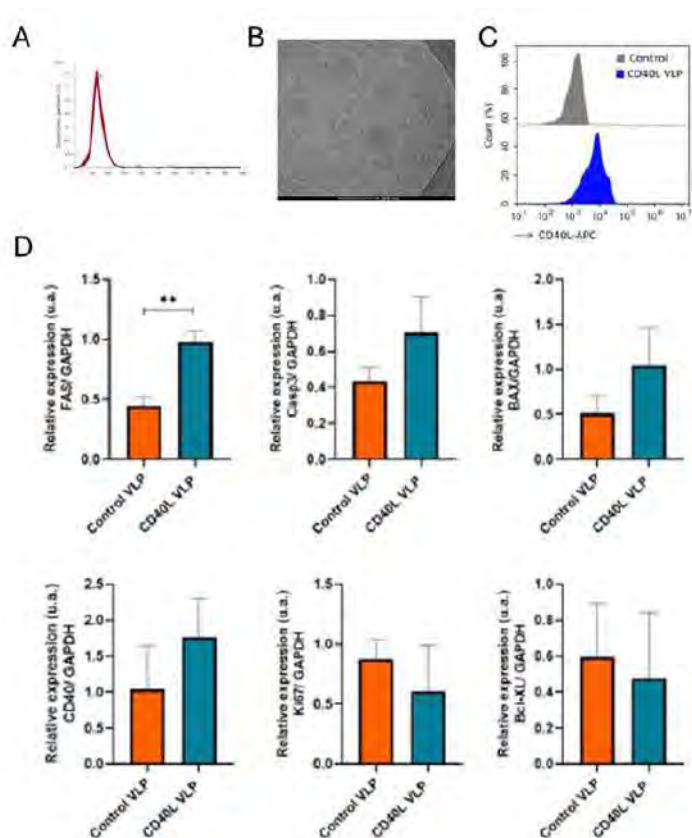 A
B
C
Control
CD40L VLP
Count (%)
100
80
60
40
20
0
10¹ 10² 10³ 10⁴ 10⁵ 10⁶ 10⁷
→ CD40L-APC
D
Relative expression (u.a.)
FAS/ GAPDH
1.5
1.0
0.5
0.0
**
Control VLP
CD40L VLP
Relative expression (u.a.)
Casp3/ GAPDH
1.0
0.8
0.6
0.4
0.2
0.0
Control VLP
CD40L VLP
Relative expression (u.a)
BAX/GAPDH
2.0
1.5
1.0
0.5
0.0
Control VLP
CD40L VLP
Relative expression (u.a.)
CD40/ GAPDH
2.5
2.0
1.5
1.0
0.5
0.0
Control VLP
CD40L VLP
Relative expression (u.a.)
Ki67/ GAPDH
1.5
1.0
0.5
0.0
Control VLP
CD40L VLP
Relative expression (u.a.)
Bcl-XL/ GAPDH
1.0
0.8
0.6
0.4
0.2
0.0
Control VLP
CD40L VLP